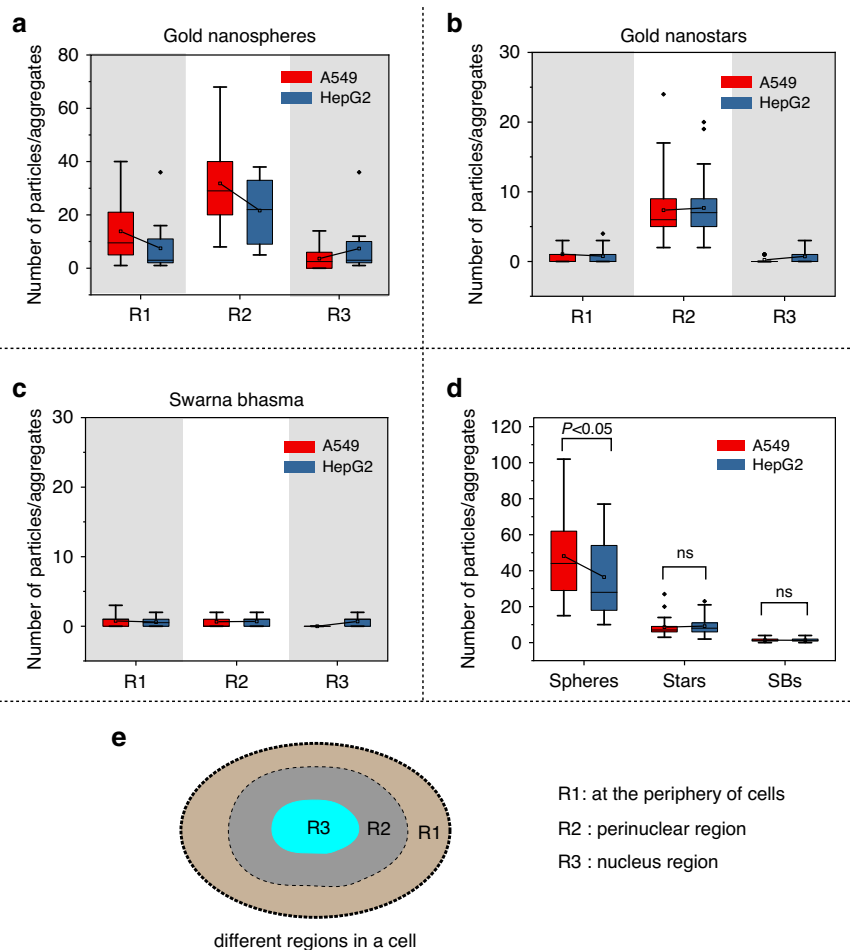 a
Gold nanospheres
Number of particles/aggregates
80
60
40
20
0
A549
HepG2
R1 R2 R3
b
Gold nanostars
Number of particles/aggregates
30
20
10
0
A549
HepG2
R1 R2 R3
c
Swarna bhasma
Number of particles/aggregates
30
20
10
0
A549
HepG2
R1 R2 R3
d
Number of particles/aggregates
120
100
80
60
40
20
0
P<0.05
A549
HepG2
ns
ns
Spheres Stars SBs
e
R3 R2 R1
different regions in a cell
R1: at the periphery of cells
R2 : perinuclear region
R3 : nucleus region